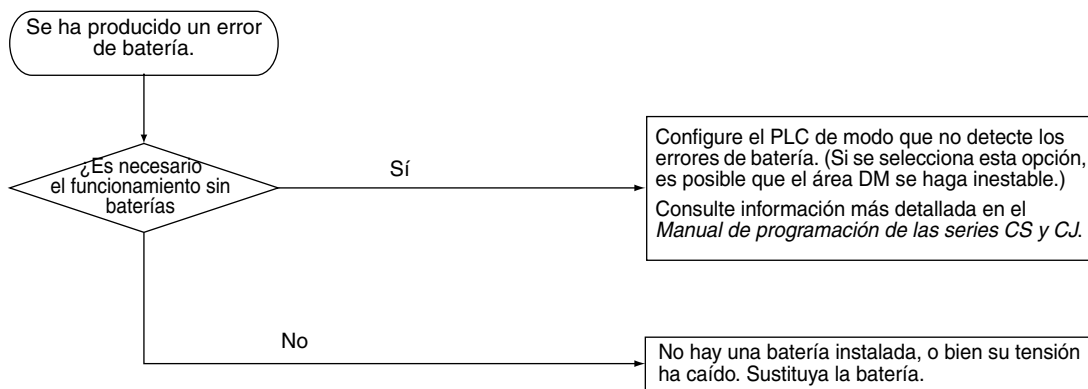 Se ha producido un error
de batería.
¿Es necesario
el funcionamiento sin
baterías
Sí
Configure el PLC de modo que no detecte los
errores de batería. (Si se selecciona esta opción,
es posible que el área DM se haga inestable.)
Consulte información más detallada en el
Manual de programación de las series CS y CJ.
No
No hay una batería instalada, o bien su tensión
ha caído. Sustituya la batería.